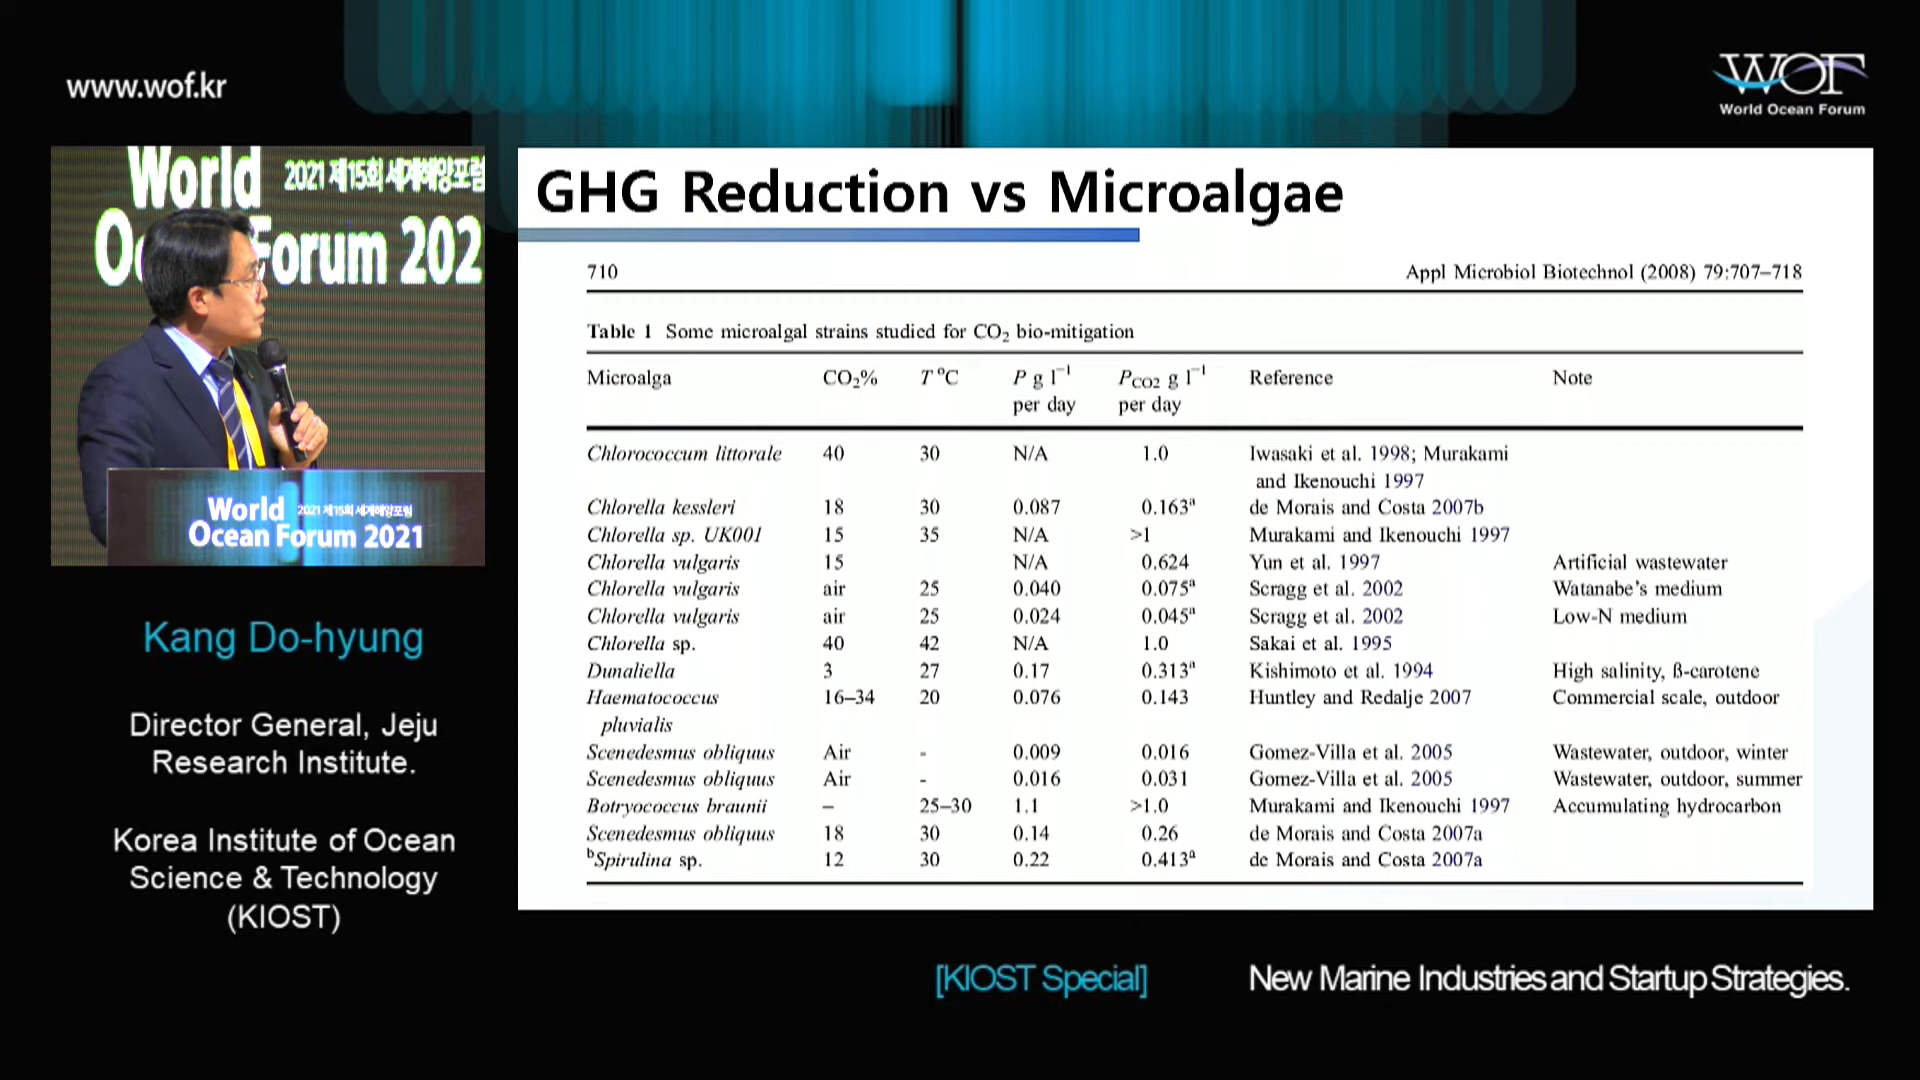 www.wof.kr
WOF
World Ocean Forum
World 2021 제15회 세계해양포럼
Forum 202
World 2021 제15회 세계해양포럼
Ocean Forum 2021
Kang Do-hyung
Director General, Jeju
Research Institute.
Korea Institute of Ocean
Science & Technology
(KIOST)
GHG Reduction vs Microalgae
710 Appl Microbiol Biotechnol (2008) 79:707–718
Table 1 Some microalgal strains studied for CO₂ bio-mitigation
Microalga CO₂% T °C P g l⁻¹ per day P_CO2 g l⁻¹ per day Reference Note
Chlorococcum littorale 40 30 N/A 1.0 Iwasaki et al. 1998; Murakami
and Ikenouchi 1997
Chlorella kessleri 18 30 0.087 0.163ᵃ de Morais and Costa 2007b
Chlorella sp. UK001 15 35 N/A >1 Murakami and Ikenouchi 1997
Chlorella vulgaris 15 N/A 0.624 Yun et al. 1997 Artificial wastewater
Chlorella vulgaris air 25 0.040 0.075ᵃ Scragg et al. 2002 Watanabe's medium
Chlorella vulgaris air 25 0.024 0.045ᵃ Scragg et al. 2002 Low-N medium
Chlorella sp. 40 42 N/A 1.0 Sakai et al. 1995
Dunaliella 3 27 0.17 0.313ᵃ Kishimoto et al. 1994 High salinity, ß-carotene
Haematococcus 16–34 20 0.076 0.143 Huntley and Redalje 2007 Commercial scale, outdoor
pluvialis
Scenedesmus obliquus Air - 0.009 0.016 Gomez-Villa et al. 2005 Wastewater, outdoor, winter
Scenedesmus obliquus Air - 0.016 0.031 Gomez-Villa et al. 2005 Wastewater, outdoor, summer
Botryococcus braunii – 25–30 1.1 >1.0 Murakami and Ikenouchi 1997 Accumulating hydrocarbon
Scenedesmus obliquus 18 30 0.14 0.26 de Morais and Costa 2007a
ᵇSpirulina sp. 12 30 0.22 0.413ᵃ de Morais and Costa 2007a
[KIOST Special] New Marine Industries and Startup Strategies.